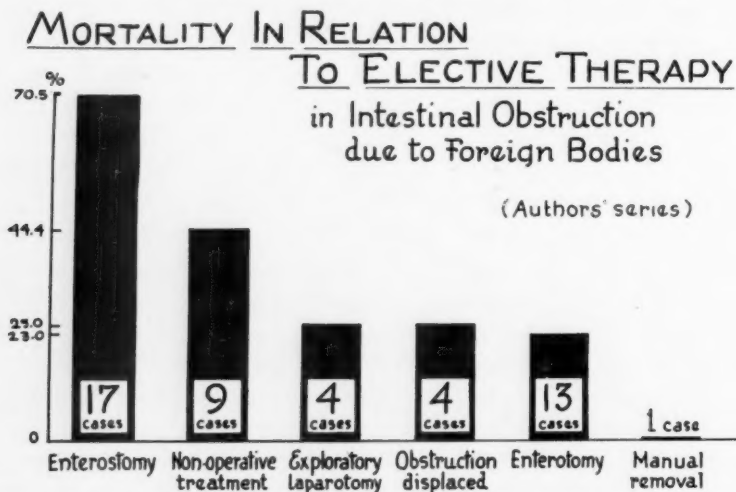 MORTALITY IN RELATION
TO ELECTIVE THERAPY
in Intestinal Obstruction
due to Foreign Bodies
(Authors' series)
%
70.5
44.4
25.0
23.0
0
17
cases
9
cases
4
cases
4
cases
13
cases
1 case
Enterostomy
Non-operative
treatment
Exploratory
laparotomy
Obstruction
displaced
Enterotomy
Manual
removal